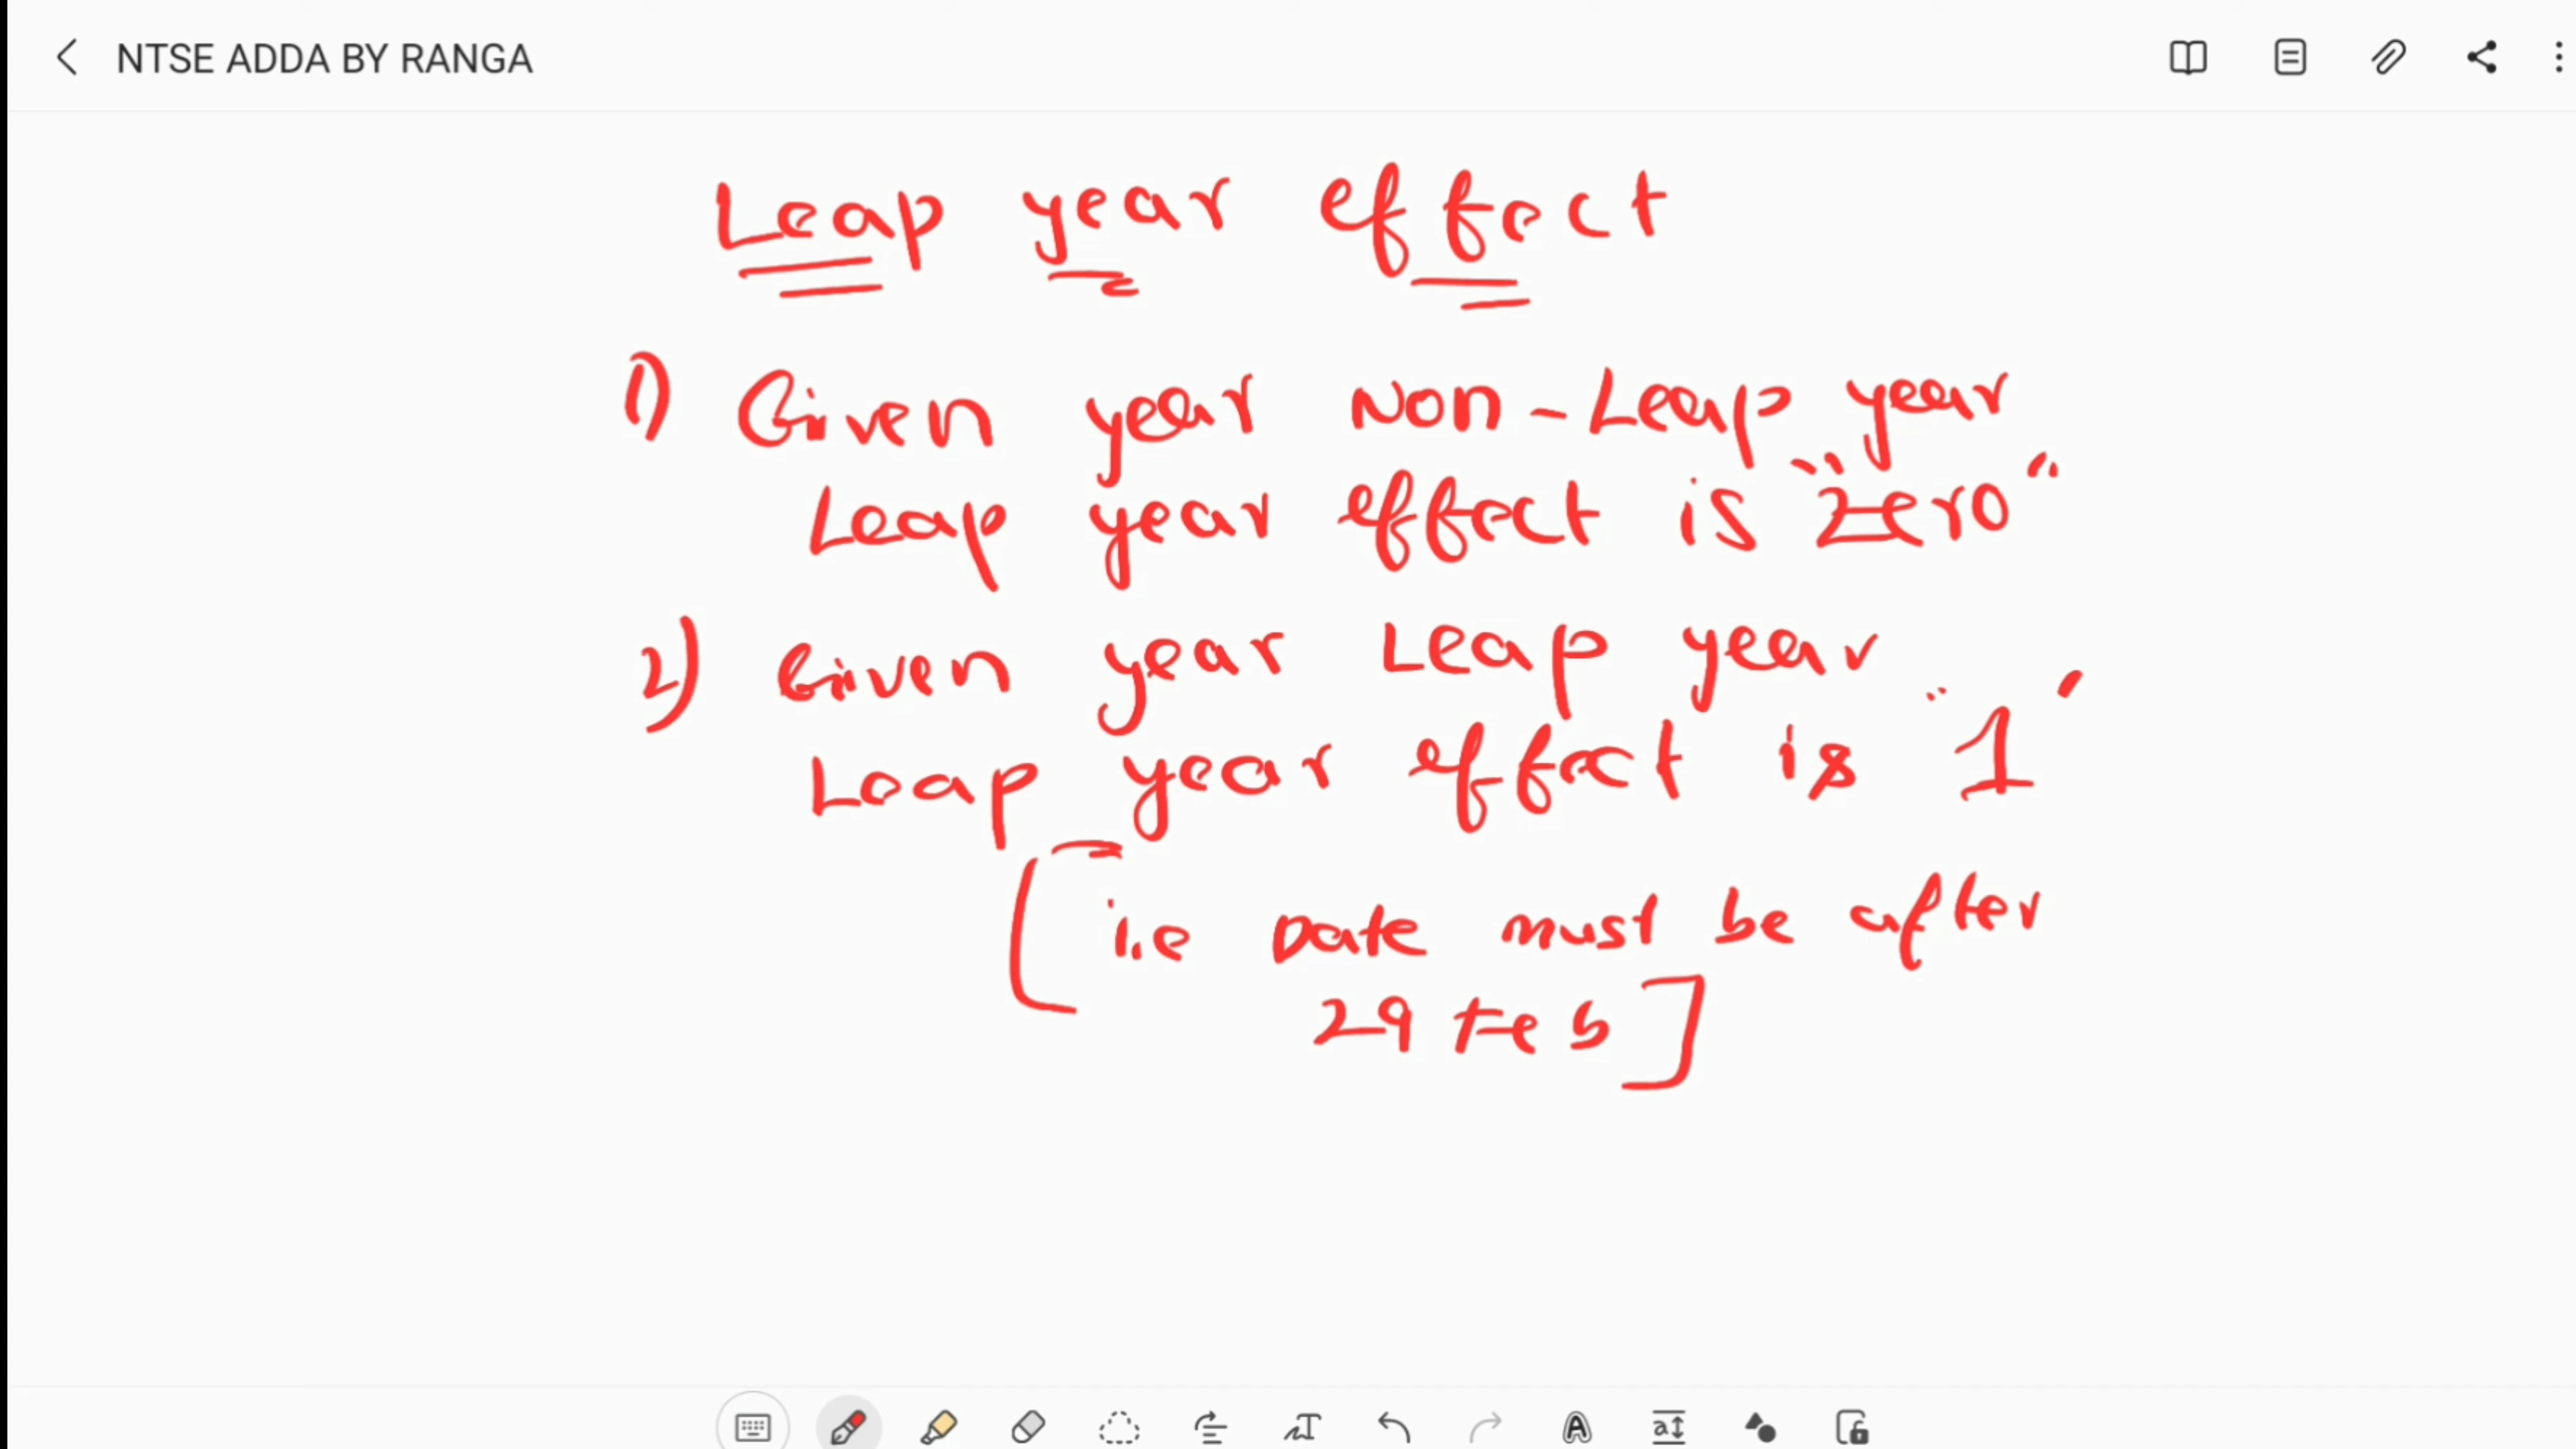 NTSE ADDA BY RANGA
Leap year effect
1) Given year Non-Leap year
Leap year effect is "zero"
2) Given year Leap year
Leap year effect is "1"
[i.e Date must be after
29 Feb]